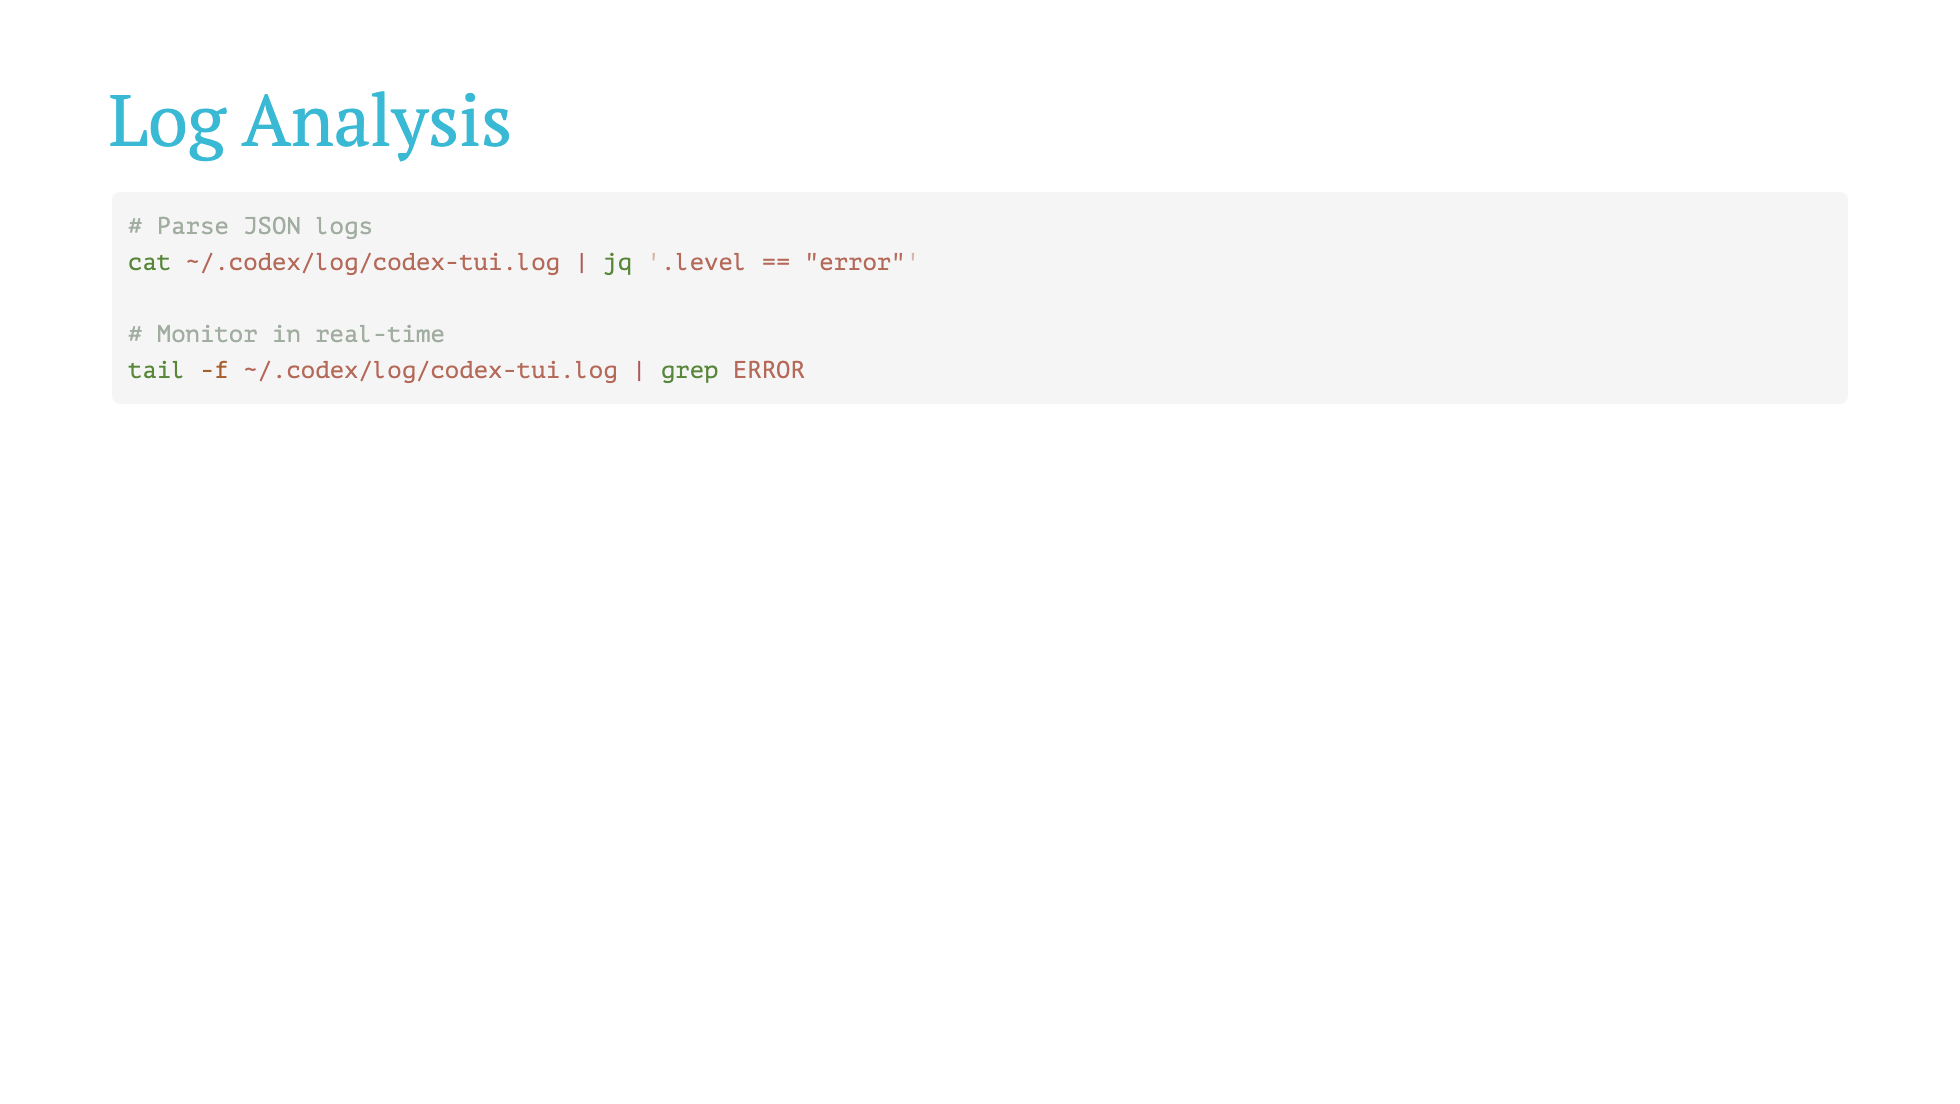 Log Analysis
# Parse JSON logs
cat ~/.codex/log/codex-tui.log | jq '.level == "error"'
# Monitor in real-time
tail -f ~/.codex/log/codex-tui.log | grep ERROR